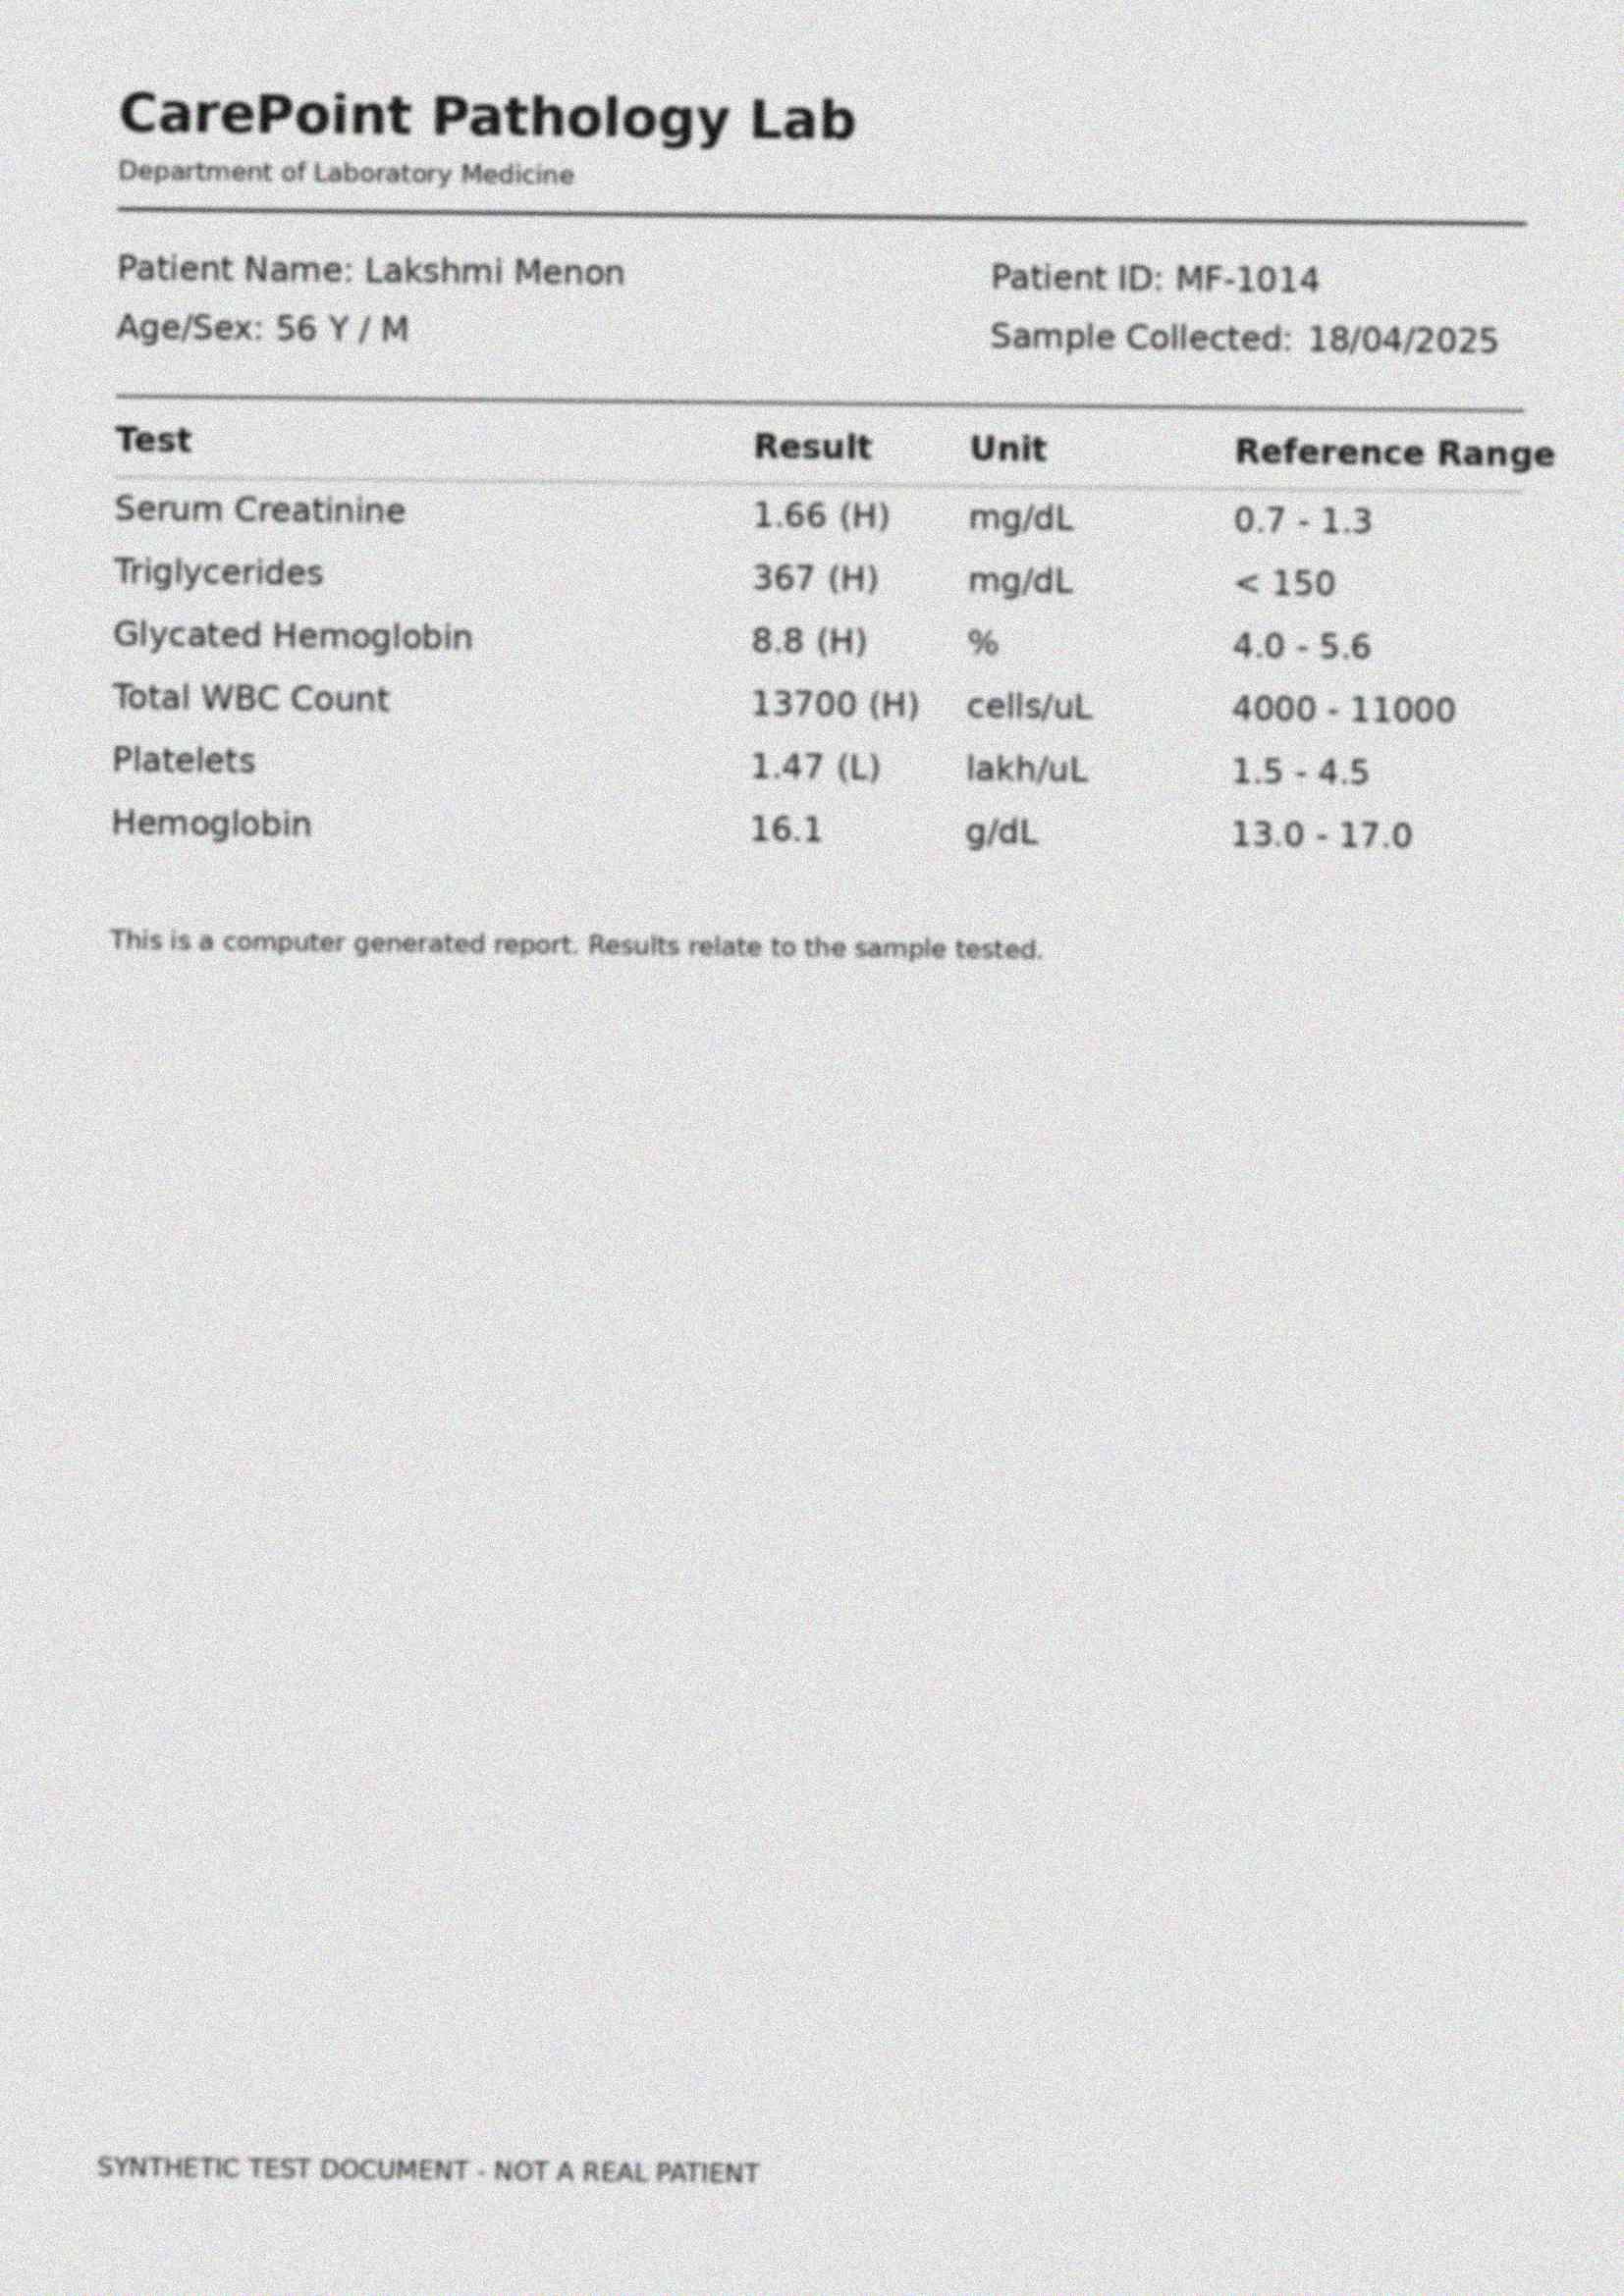 CarePoint Pathology Lab
Department of Laboratory Medicine
Patient Name: Lakshmi Menon Patient ID: MF-1014
Age/Sex: 56 Y / M Sample Collected: 18/04/2025
Test Result Unit Reference Range
Serum Creatinine 1.66 (H) mg/dL 0.7 - 1.3
Triglycerides 367 (H) mg/dL < 150
Glycated Hemoglobin 8.8 (H) % 4.0 - 5.6
Total WBC Count 13700 (H) cells/uL 4000 - 11000
Platelets 1.47 (L) lakh/uL 1.5 - 4.5
Hemoglobin 16.1 g/dL 13.0 - 17.0
This is a computer generated report. Results relate to the sample tested.
SYNTHETIC TEST DOCUMENT - NOT A REAL PATIENT